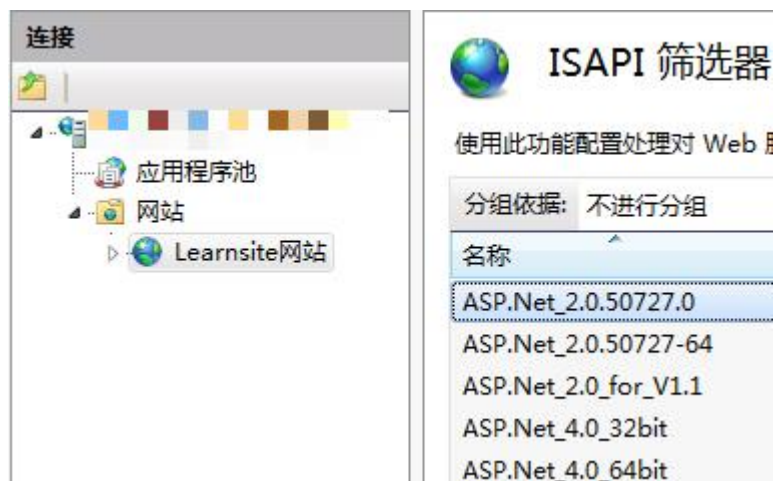 连接
应用程序池
网站
Learnsite网站
ISAPI 筛选器
使用此功能配置处理对 Web
分组依据: 不进行分组
名称
ASP.Net_2.0.50727.0
ASP.Net_2.0.50727-64
ASP.Net_2.0_for_V1.1
ASP.Net_4.0_32bit
ASP.Net_4.0_64bit